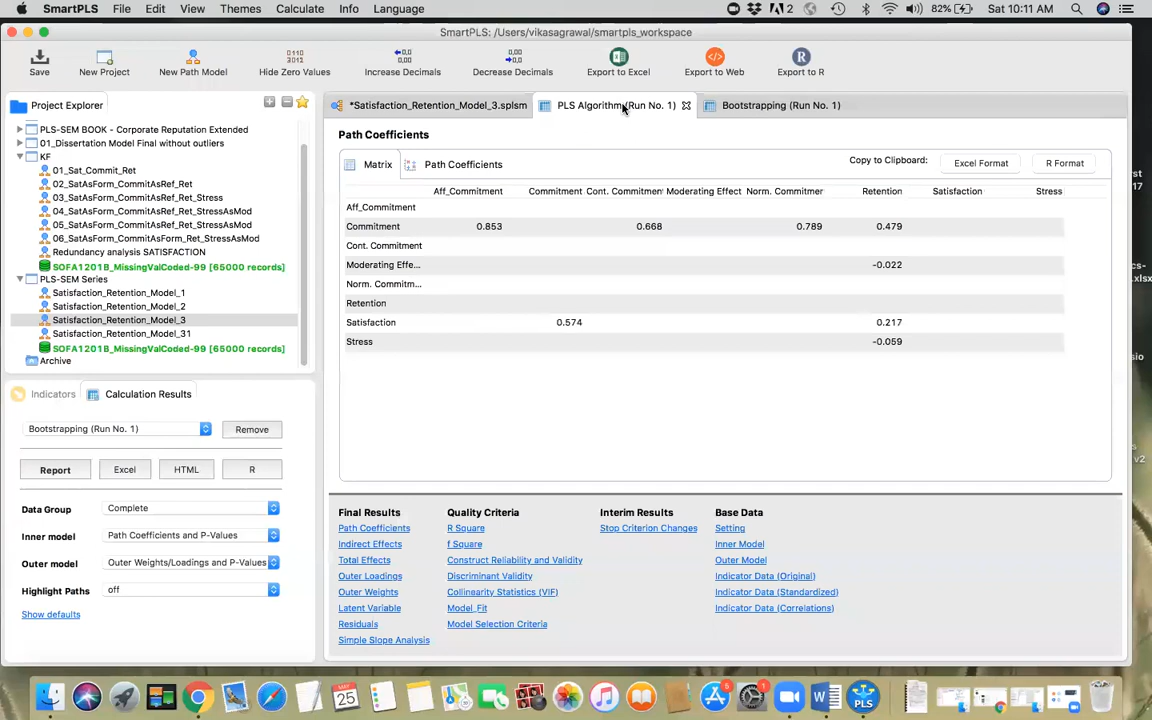 SmartPLS File Edit View Themes Calculate Info Language 2 82% Sat 10:11 AM
SmartPLS: /Users/vikasagrawal/smartpls_workspace
Save New Project New Path Model Hide Zero Values Increase Decimals Decrease Decimals Export to Excel Export to Web Export to R
Project Explorer
*Satisfaction_Retention_Model_3.splsm PLS Algorithm (Run No. 1) Bootstrapping (Run No. 1)
PLS-SEM BOOK - Corporate Reputation Extended
01_Dissertation Model Final without outliers
KF
01_Sat_Commit_Ret
02_SatAsForm_CommitAsRef_Ret
03_SatAsForm_CommitAsRef_Ret_Stress
04_SatAsForm_CommitAsRef_Ret_StressAsMod
05_SatAsForm_CommitAsRef_Ret_StressAsMod
06_SatAsForm_CommitAsForm_Ret_StressAsMod
Redundancy analysis SATISFACTION
SOFA1201B_MissingValCoded-99 [65000 records]
PLS-SEM Series
Satisfaction_Retention_Model_1
Satisfaction_Retention_Model_2
Satisfaction_Retention_Model_3
Satisfaction_Retention_Model_31
SOFA1201B_MissingValCoded-99 [65000 records]
Archive
Path Coefficients
Matrix Path Coefficients Copy to Clipboard: Excel Format R Format
Aff_Commitment Commitment Cont. Commitmen Moderating Effect Norm. Commitmer Retention Satisfaction Stress
Aff_Commitment
Commitment 0.853 0.668 0.789 0.479
Cont. Commitment
Moderating Effe... -0.022
Norm. Commitm...
Retention
Satisfaction 0.574 0.217
Stress -0.059
Indicators Calculation Results
Bootstrapping (Run No. 1) Remove
Report Excel HTML R
Data Group Complete
Inner model Path Coefficients and P-Values
Outer model Outer Weights/Loadings and P-Values
Highlight Paths off
Show defaults
Final Results Quality Criteria Interim Results Base Data
Path Coefficients R Square Stop Criterion Changes Setting
Indirect Effects f Square Inner Model
Total Effects Construct Reliability and Validity Outer Model
Outer Loadings Discriminant Validity Indicator Data (Original)
Outer Weights Collinearity Statistics (VIF) Indicator Data (Standardized)
Latent Variable Model_Fit Indicator Data (Correlations)
Residuals Model Selection Criteria
Simple Slope Analysis